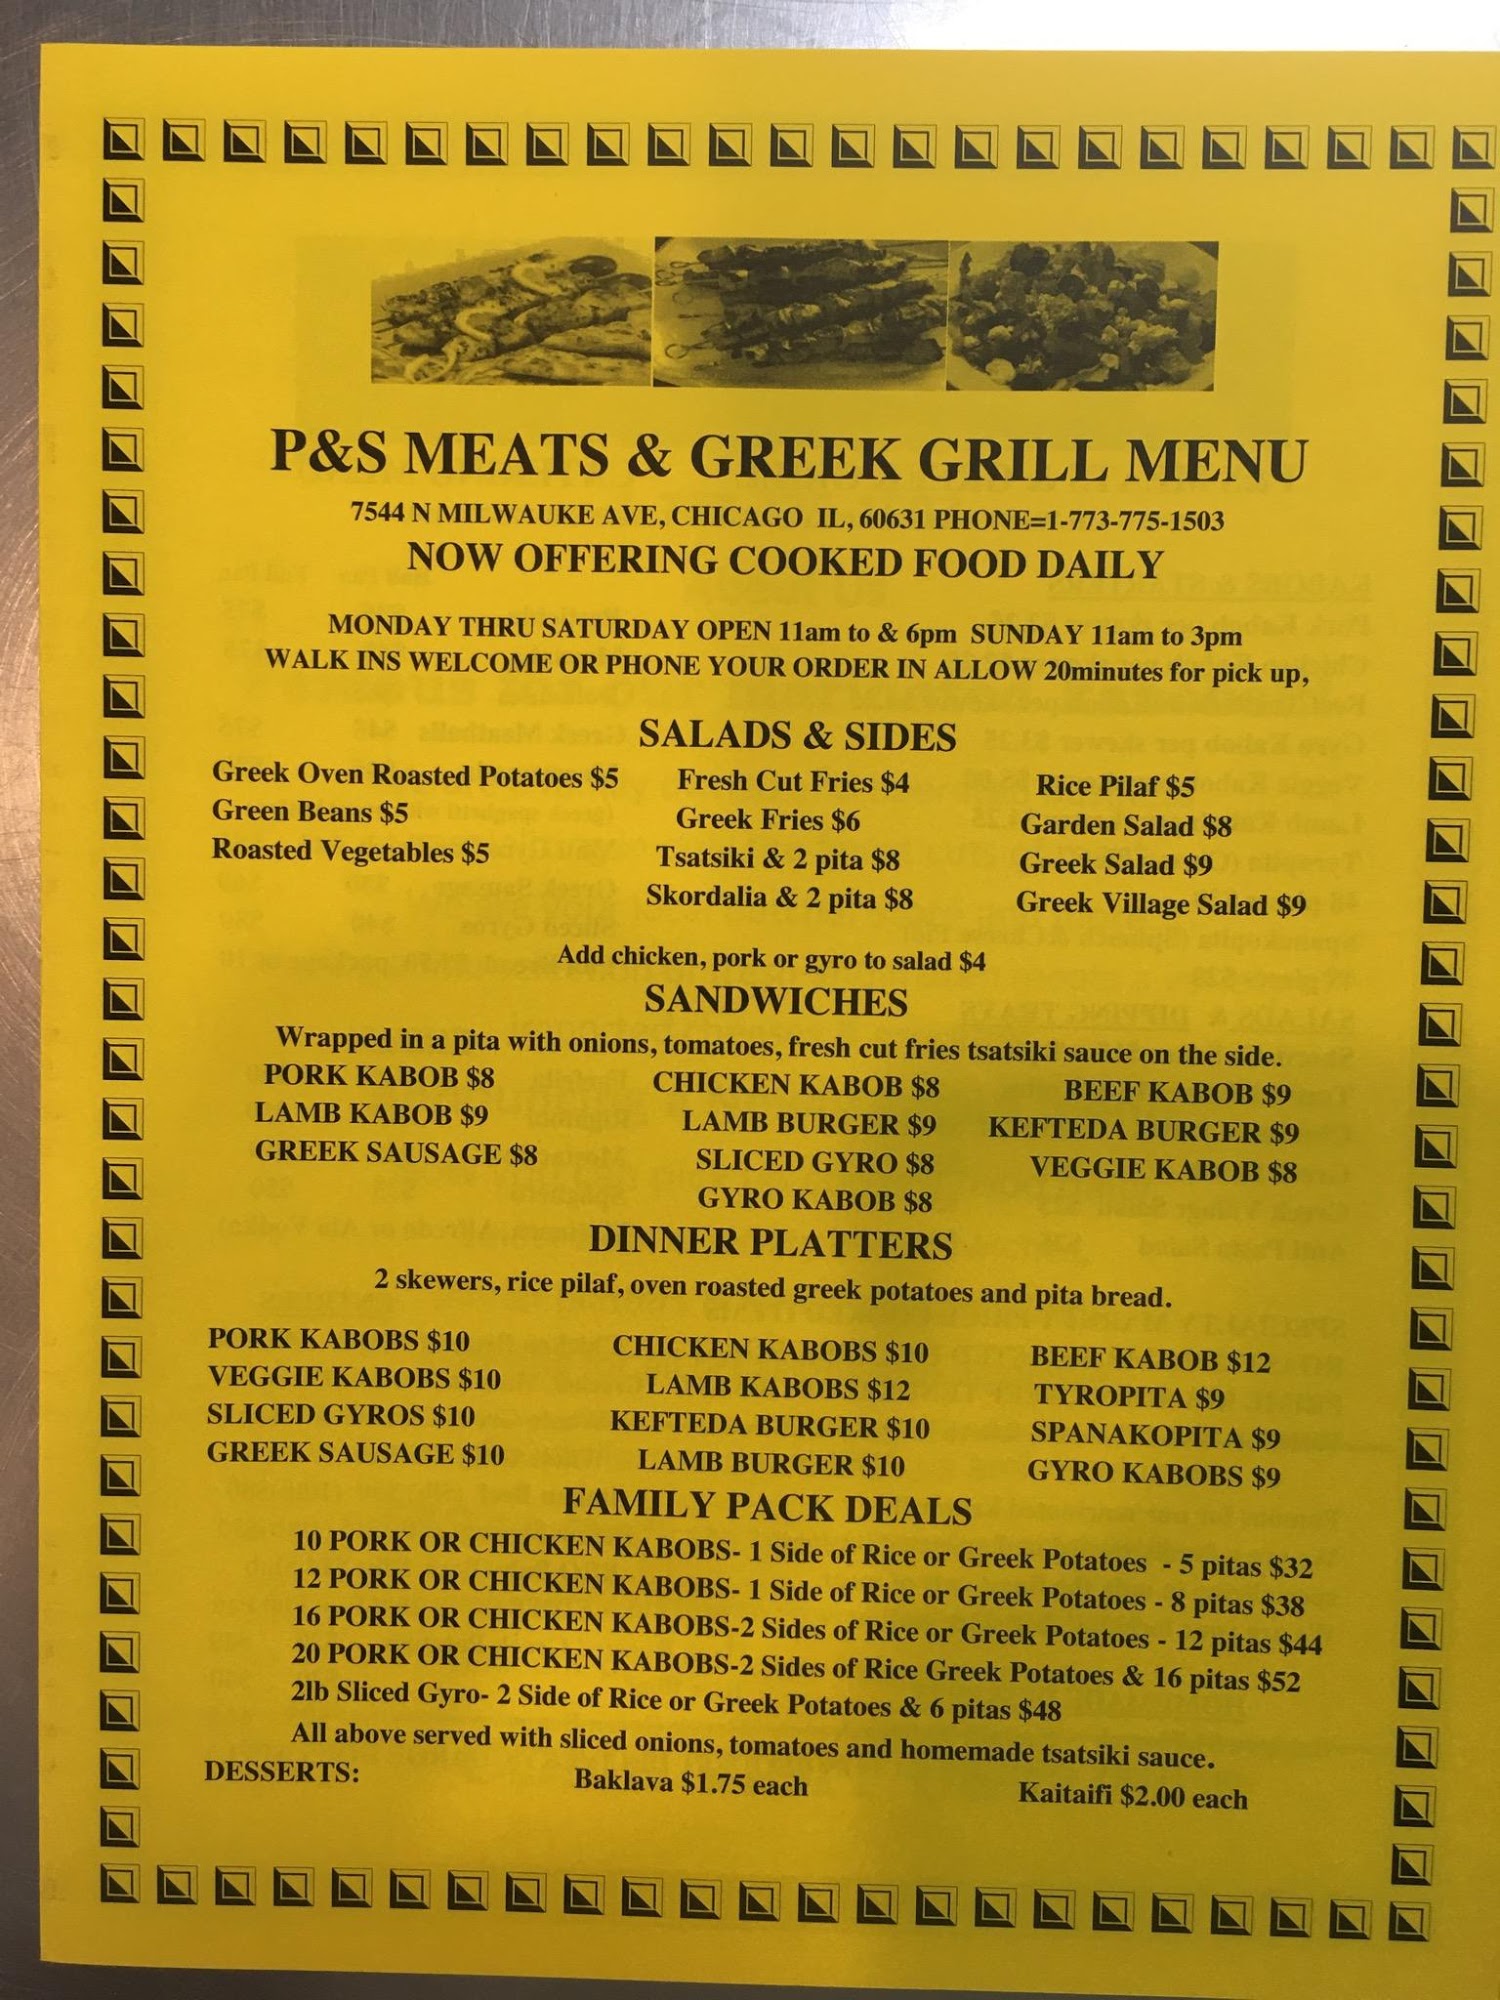 P&S MEATS & GREEK GRILL MENU
7544 N MILWAUKE AVE, CHICAGO IL, 60631 PHONE=1-773-775-1503
NOW OFFERING COOKED FOOD DAILY
MONDAY THRU SATURDAY OPEN 11am to & 6pm SUNDAY 11am to 3pm
WALK INS WELCOME OR PHONE YOUR ORDER IN ALLOW 20minutes for pick up,
SALADS & SIDES
Greek Oven Roasted Potatoes $5 Fresh Cut Fries $4 Rice Pilaf $5
Green Beans $5 Greek Fries $6 Garden Salad $8
Roasted Vegetables $5 Tsatsiki & 2 pita $8 Greek Salad $9
Skordalia & 2 pita $8 Greek Village Salad $9
Add chicken, pork or gyro to salad $4
SANDWICHES
Wrapped in a pita with onions, tomatoes, fresh cut fries tsatsiki sauce on the side.
PORK KABOB $8 CHICKEN KABOB $8 BEEF KABOB $9
LAMB KABOB $9 LAMB BURGER $9 KEFTEDA BURGER $9
GREEK SAUSAGE $8 SLICED GYRO $8 VEGGIE KABOB $8
GYRO KABOB $8
DINNER PLATTERS
2 skewers, rice pilaf, oven roasted greek potatoes and pita bread.
PORK KABOBS $10 CHICKEN KABOBS $10 BEEF KABOB $12
VEGGIE KABOBS $10 LAMB KABOBS $12 TYROPITA $9
SLICED GYROS $10 KEFTEDA BURGER $10 SPANAKOPITA $9
GREEK SAUSAGE $10 LAMB BURGER $10 GYRO KABOBS $9
FAMILY PACK DEALS
10 PORK OR CHICKEN KABOBS- 1 Side of Rice or Greek Potatoes - 5 pitas $32
12 PORK OR CHICKEN KABOBS- 1 Side of Rice or Greek Potatoes - 8 pitas $38
16 PORK OR CHICKEN KABOBS-2 Sides of Rice or Greek Potatoes - 12 pitas $44
20 PORK OR CHICKEN KABOBS-2 Sides of Rice Greek Potatoes & 16 pitas $52
2lb Sliced Gyro- 2 Side of Rice or Greek Potatoes & 6 pitas $48
All above served with sliced onions, tomatoes and homemade tsatsiki sauce.
DESSERTS: Baklava $1.75 each Kaitaifi $2.00 each